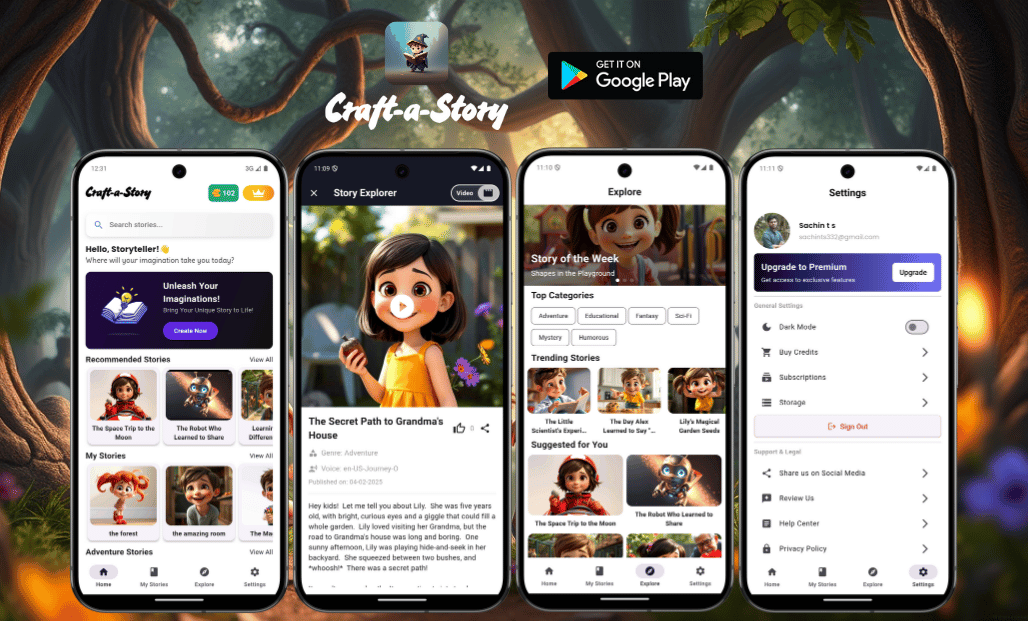 GET IT ON
Google Play
Craft-a-Story
12:31
3G
Craft-a-Story
102
Search stories...
Hello, Storyteller! 👋
Where will your imagination take you today?
Unleash Your
Imaginations!
Bring Your Unique Story to Life!
Create Now
Recommended Stories
View All
The Space Trip to the
Moon
The Robot Who
Learned to Share
Learnin
Differen
My Stories
View All
the forest
the amazing room
The Ma
Adventure Stories
View All
Home
My Stories
Explore
Settings
11:09
Story Explorer
Video
The Secret Path to Grandma's
House
0
Genre: Adventure
Voice: en-US-Journey-O
Published on: 04-02-2025
Hey kids! Let me tell you about Lily. She was five years
old, with bright, curious eyes and a giggle that could fill a
whole garden. Lily loved visiting her Grandma, but the
road to Grandma's house was long and boring. One
sunny afternoon, Lily was playing hide-and-seek in her
backyard. She squeezed between two bushes, and
*whoosh!* There was a secret path!
11:10
Explore
Story of the Week
Shapes in the Playground
Top Categories
Adventure
Educational
Fantasy
Sci-Fi
Mystery
Humorous
Trending Stories
The Little
Scientist's Experi...
The Day Alex
Learned to Say "...
Lily's Magical
Garden Seeds
Suggested for You
The Space Trip to the Moon
The Robot Who Learned to
Share
Home
My Stories
Explore
Settings
11:11
Settings
Sachin t s
sachints332@gmail.com
Upgrade to Premium
Get access to exclusive features
Upgrade
General Settings
Dark Mode
Buy Credits
Subscriptions
Storage
Sign Out
Support & Legal
Share us on Social Media
Review Us
Help Center
Privacy Policy
Home
My Stories
Explore
Settings